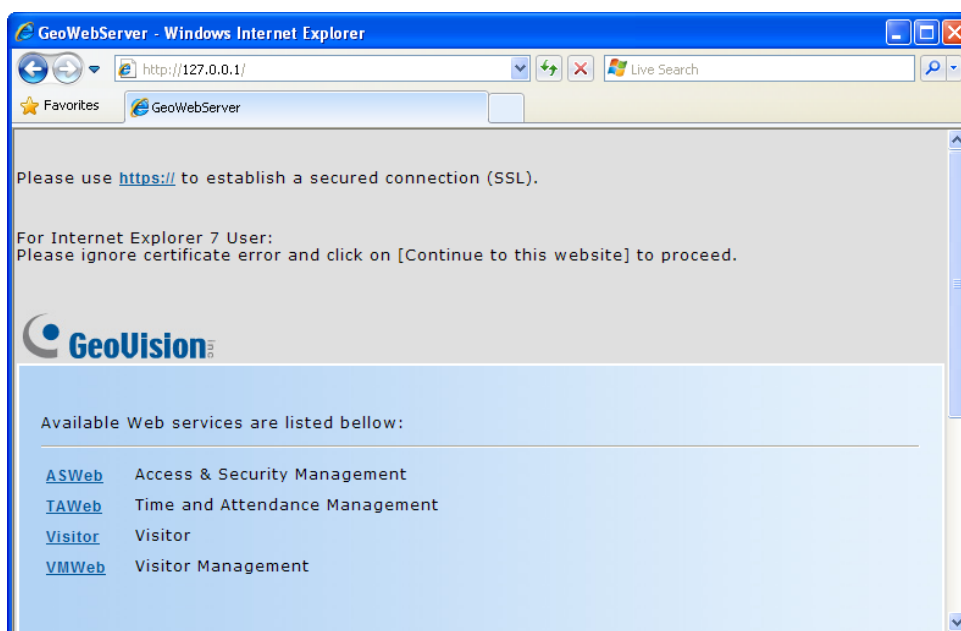 GeoWebServer - Windows Internet Explorer
http://127.0.0.1/
Live Search
Favorites
GeoWebServer
Please use https:// to establish a secured connection (SSL).
For Internet Explorer 7 User:
Please ignore certificate error and click on [Continue to this website] to proceed.
GeoVision inc
Available Web services are listed bellow:
ASWeb Access & Security Management
TAWeb Time and Attendance Management
Visitor Visitor
VMWeb Visitor Management